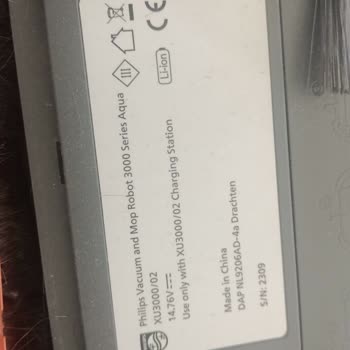 Philips Vacuum and Mop Robot 3000 Series Aqua
XU3000/02
14.76V
Use only with XU3000/02 Charging Station
Li-ion
Made in China
DAP NL9206AD-4a Drachten
S/N: 2309